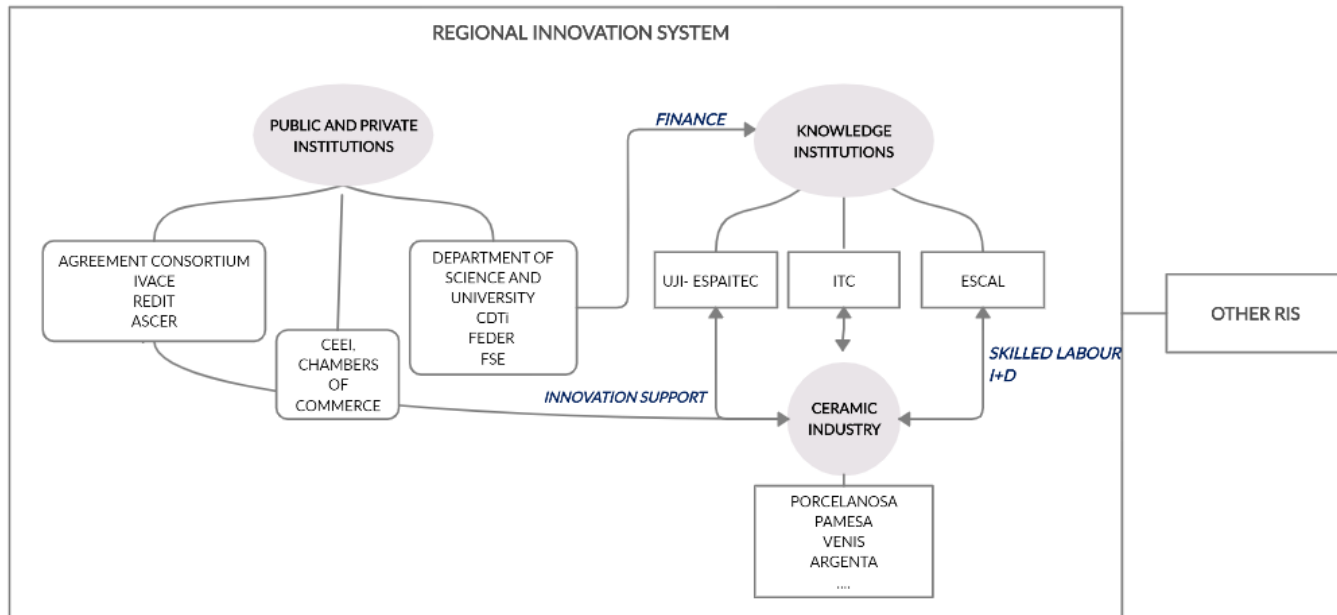 REGIONAL INNOVATION SYSTEM
PUBLIC AND PRIVATE
INSTITUTIONS
FINANCE
KNOWLEDGE
INSTITUTIONS
AGREEMENT CONSORTIUM
IVACE
REDIT
ASCER
CEEI,
CHAMBERS
OF
COMMERCE
DEPARTMENT OF
SCIENCE AND
UNIVERSITY
CDTi
FEDER
FSE
UJI- ESPAITEC
ITC
ESCAL
OTHER RIS
INNOVATION SUPPORT
SKILLED LABOUR
I+D
CERAMIC
INDUSTRY
PORCELANOSA
PAMESA
VENIS
ARGENTA
....